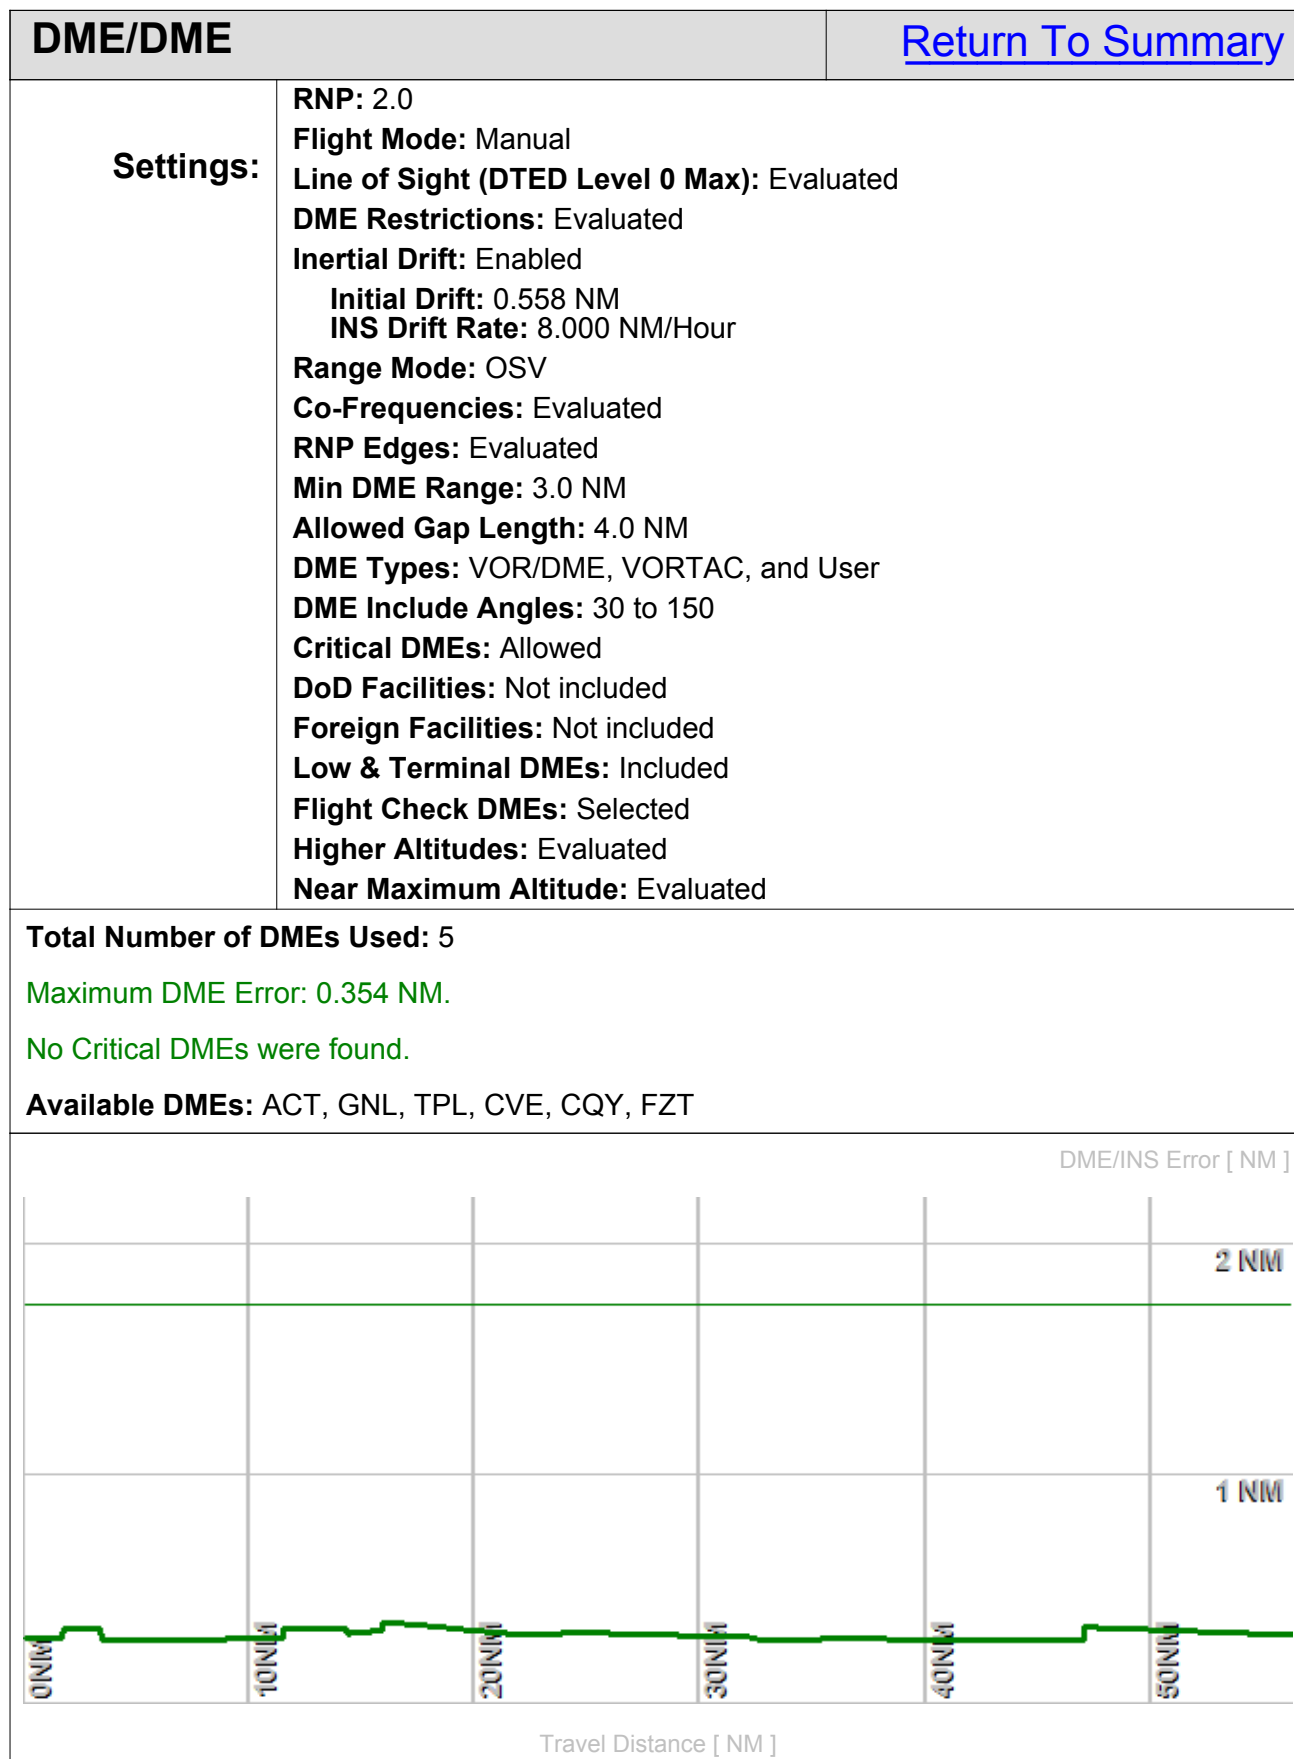 DME/DME
Return To Summary
Settings:
RNP: 2.0
Flight Mode: Manual
Line of Sight (DTED Level 0 Max): Evaluated
DME Restrictions: Evaluated
Inertial Drift: Enabled
Initial Drift: 0.558 NM
INS Drift Rate: 8.000 NM/Hour
Range Mode: OSV
Co-Frequencies: Evaluated
RNP Edges: Evaluated
Min DME Range: 3.0 NM
Allowed Gap Length: 4.0 NM
DME Types: VOR/DME, VORTAC, and User
DME Include Angles: 30 to 150
Critical DMEs: Allowed
DoD Facilities: Not included
Foreign Facilities: Not included
Low & Terminal DMEs: Included
Flight Check DMEs: Selected
Higher Altitudes: Evaluated
Near Maximum Altitude: Evaluated
Total Number of DMEs Used: 5
Maximum DME Error: 0.354 NM.
No Critical DMEs were found.
Available DMEs: ACT, GNL, TPL, CVE, CQY, FZT
DME/INS Error [ NM ]
2 NM
1 NM
0NM
10NM
20NM
30NM
40NM
50NM
Travel Distance [ NM ]